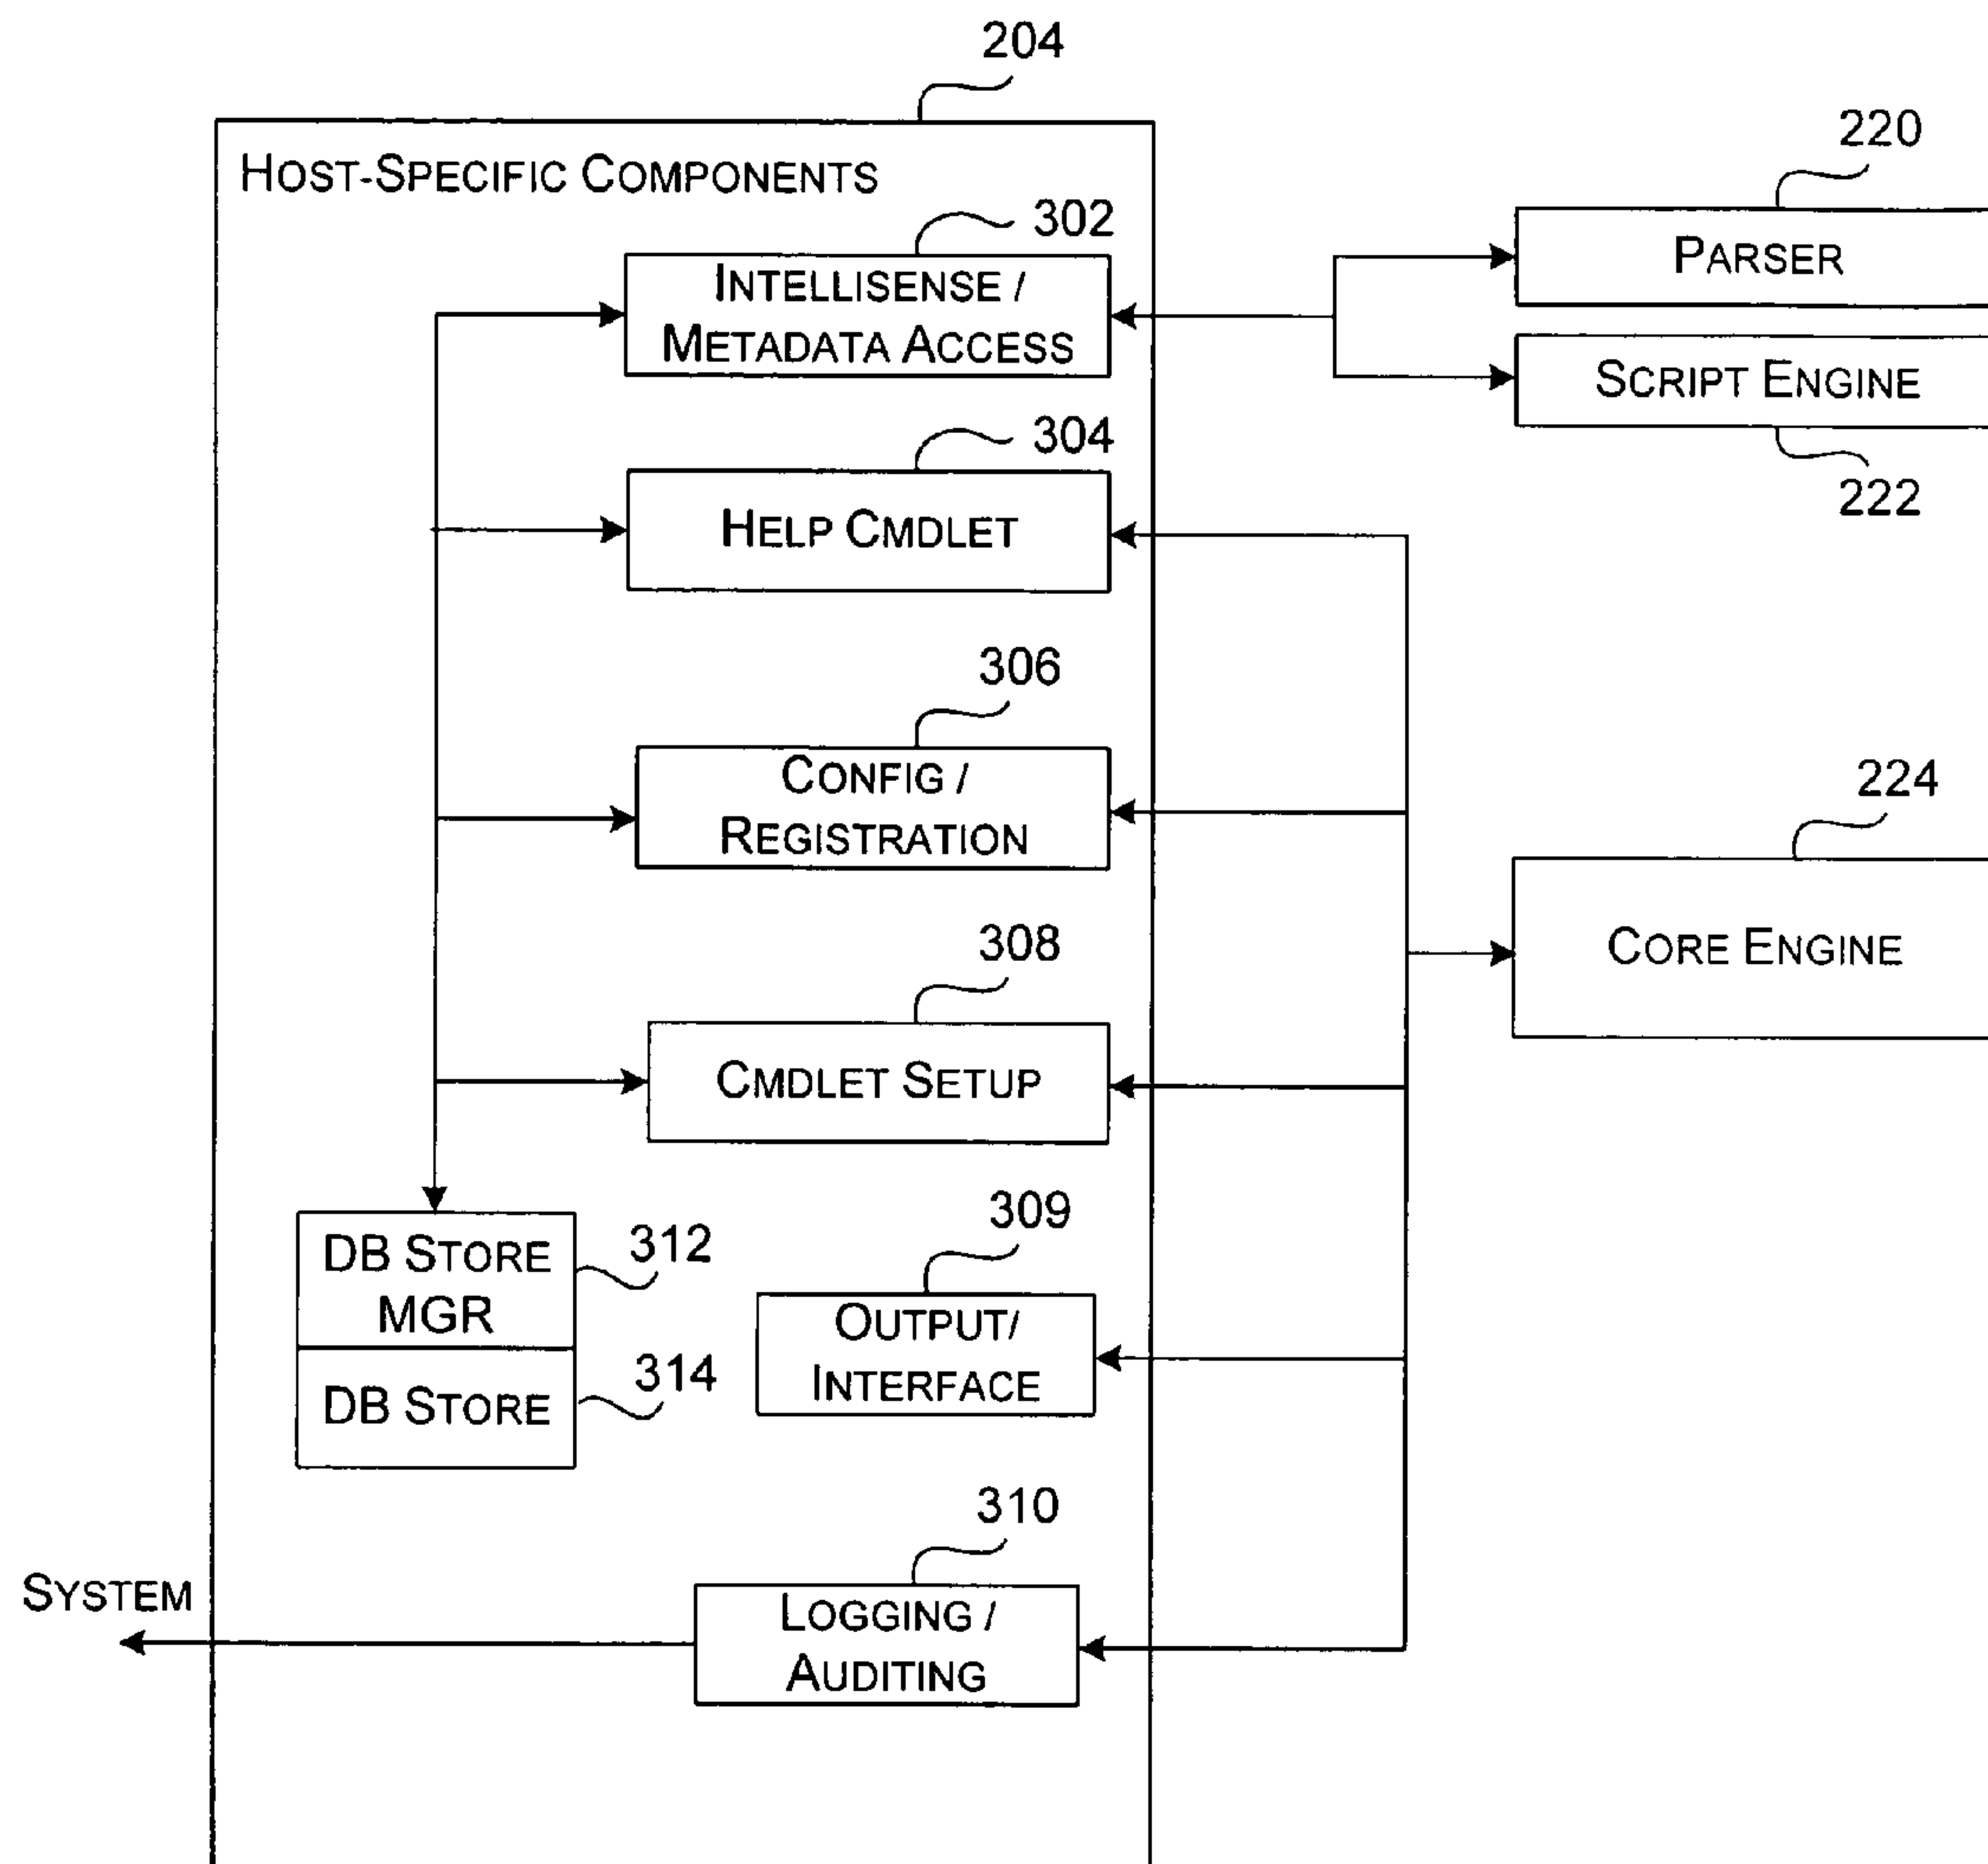 204
HOST-SPECIFIC COMPONENTS
220
PARSER
302
INTELLISENSE /
METADATA ACCESS
SCRIPT ENGINE
222
304
HELP CMDLET
306
CONFIG /
REGISTRATION
224
CORE ENGINE
308
CMDLET SETUP
309
OUTPUT/
INTERFACE
DB STORE
MGR
312
DB STORE
314
310
LOGGING /
AUDITING
SYSTEM